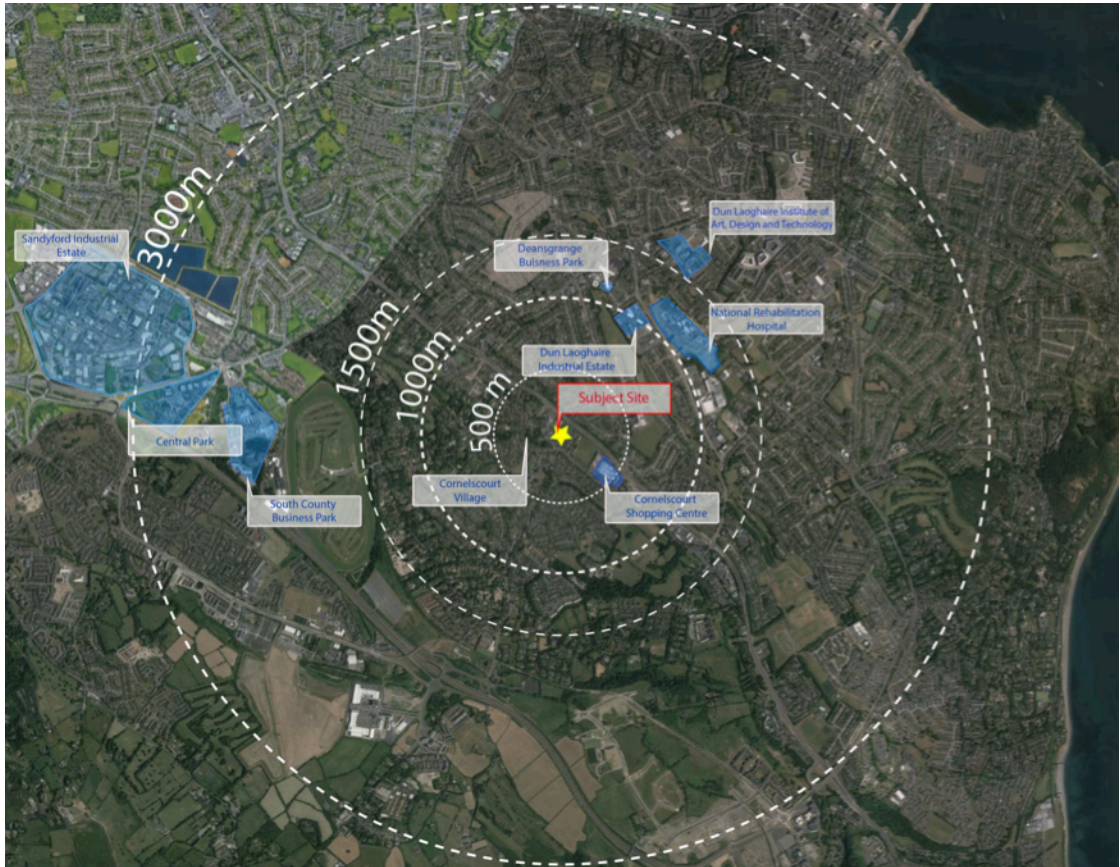 3000m
Sandyford Industrial
Estate
Dun Laoghaire Institute of
Art, Design and Technology
Deansgrange
Buisness Park
National Rehabilitation
Hospital
1500m
1000m
500 m
Dun Laoghaire
Industrial Estate
Subject Site
Central Park
Cornelscourt
Village
Cornelscourt
Shopping Centre
South County
Business Park